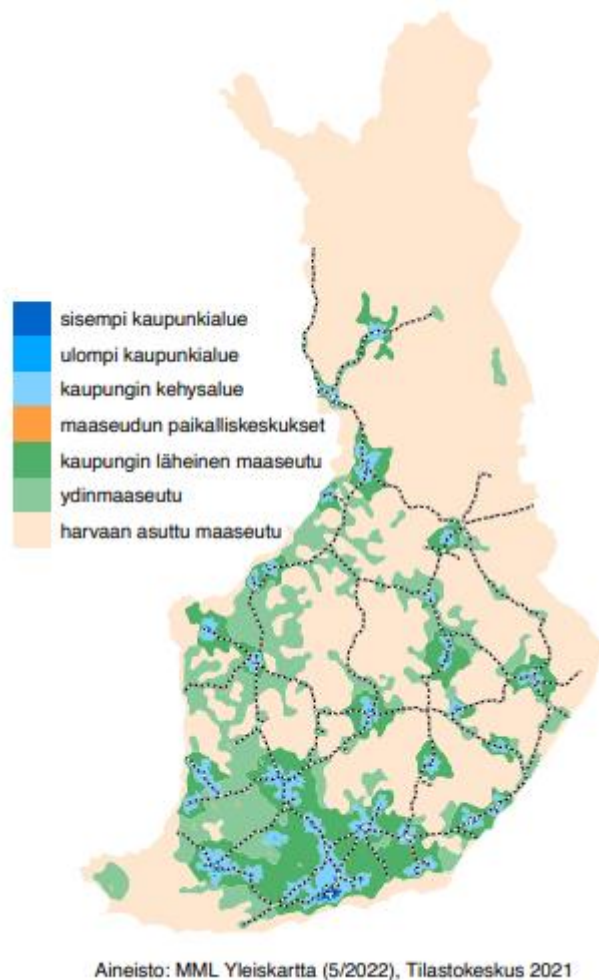 sisempi kaupunkialue
ulompi kaupunkialue
kaupungin kehysalue
maaseudun paikalliskeskukset
kaupungin läheinen maaseutu
ydinmaaseutu
harvaan asuttu maaseutu
Aineisto: MML Yleiskartta (5/2022), Tilastokeskus 2021